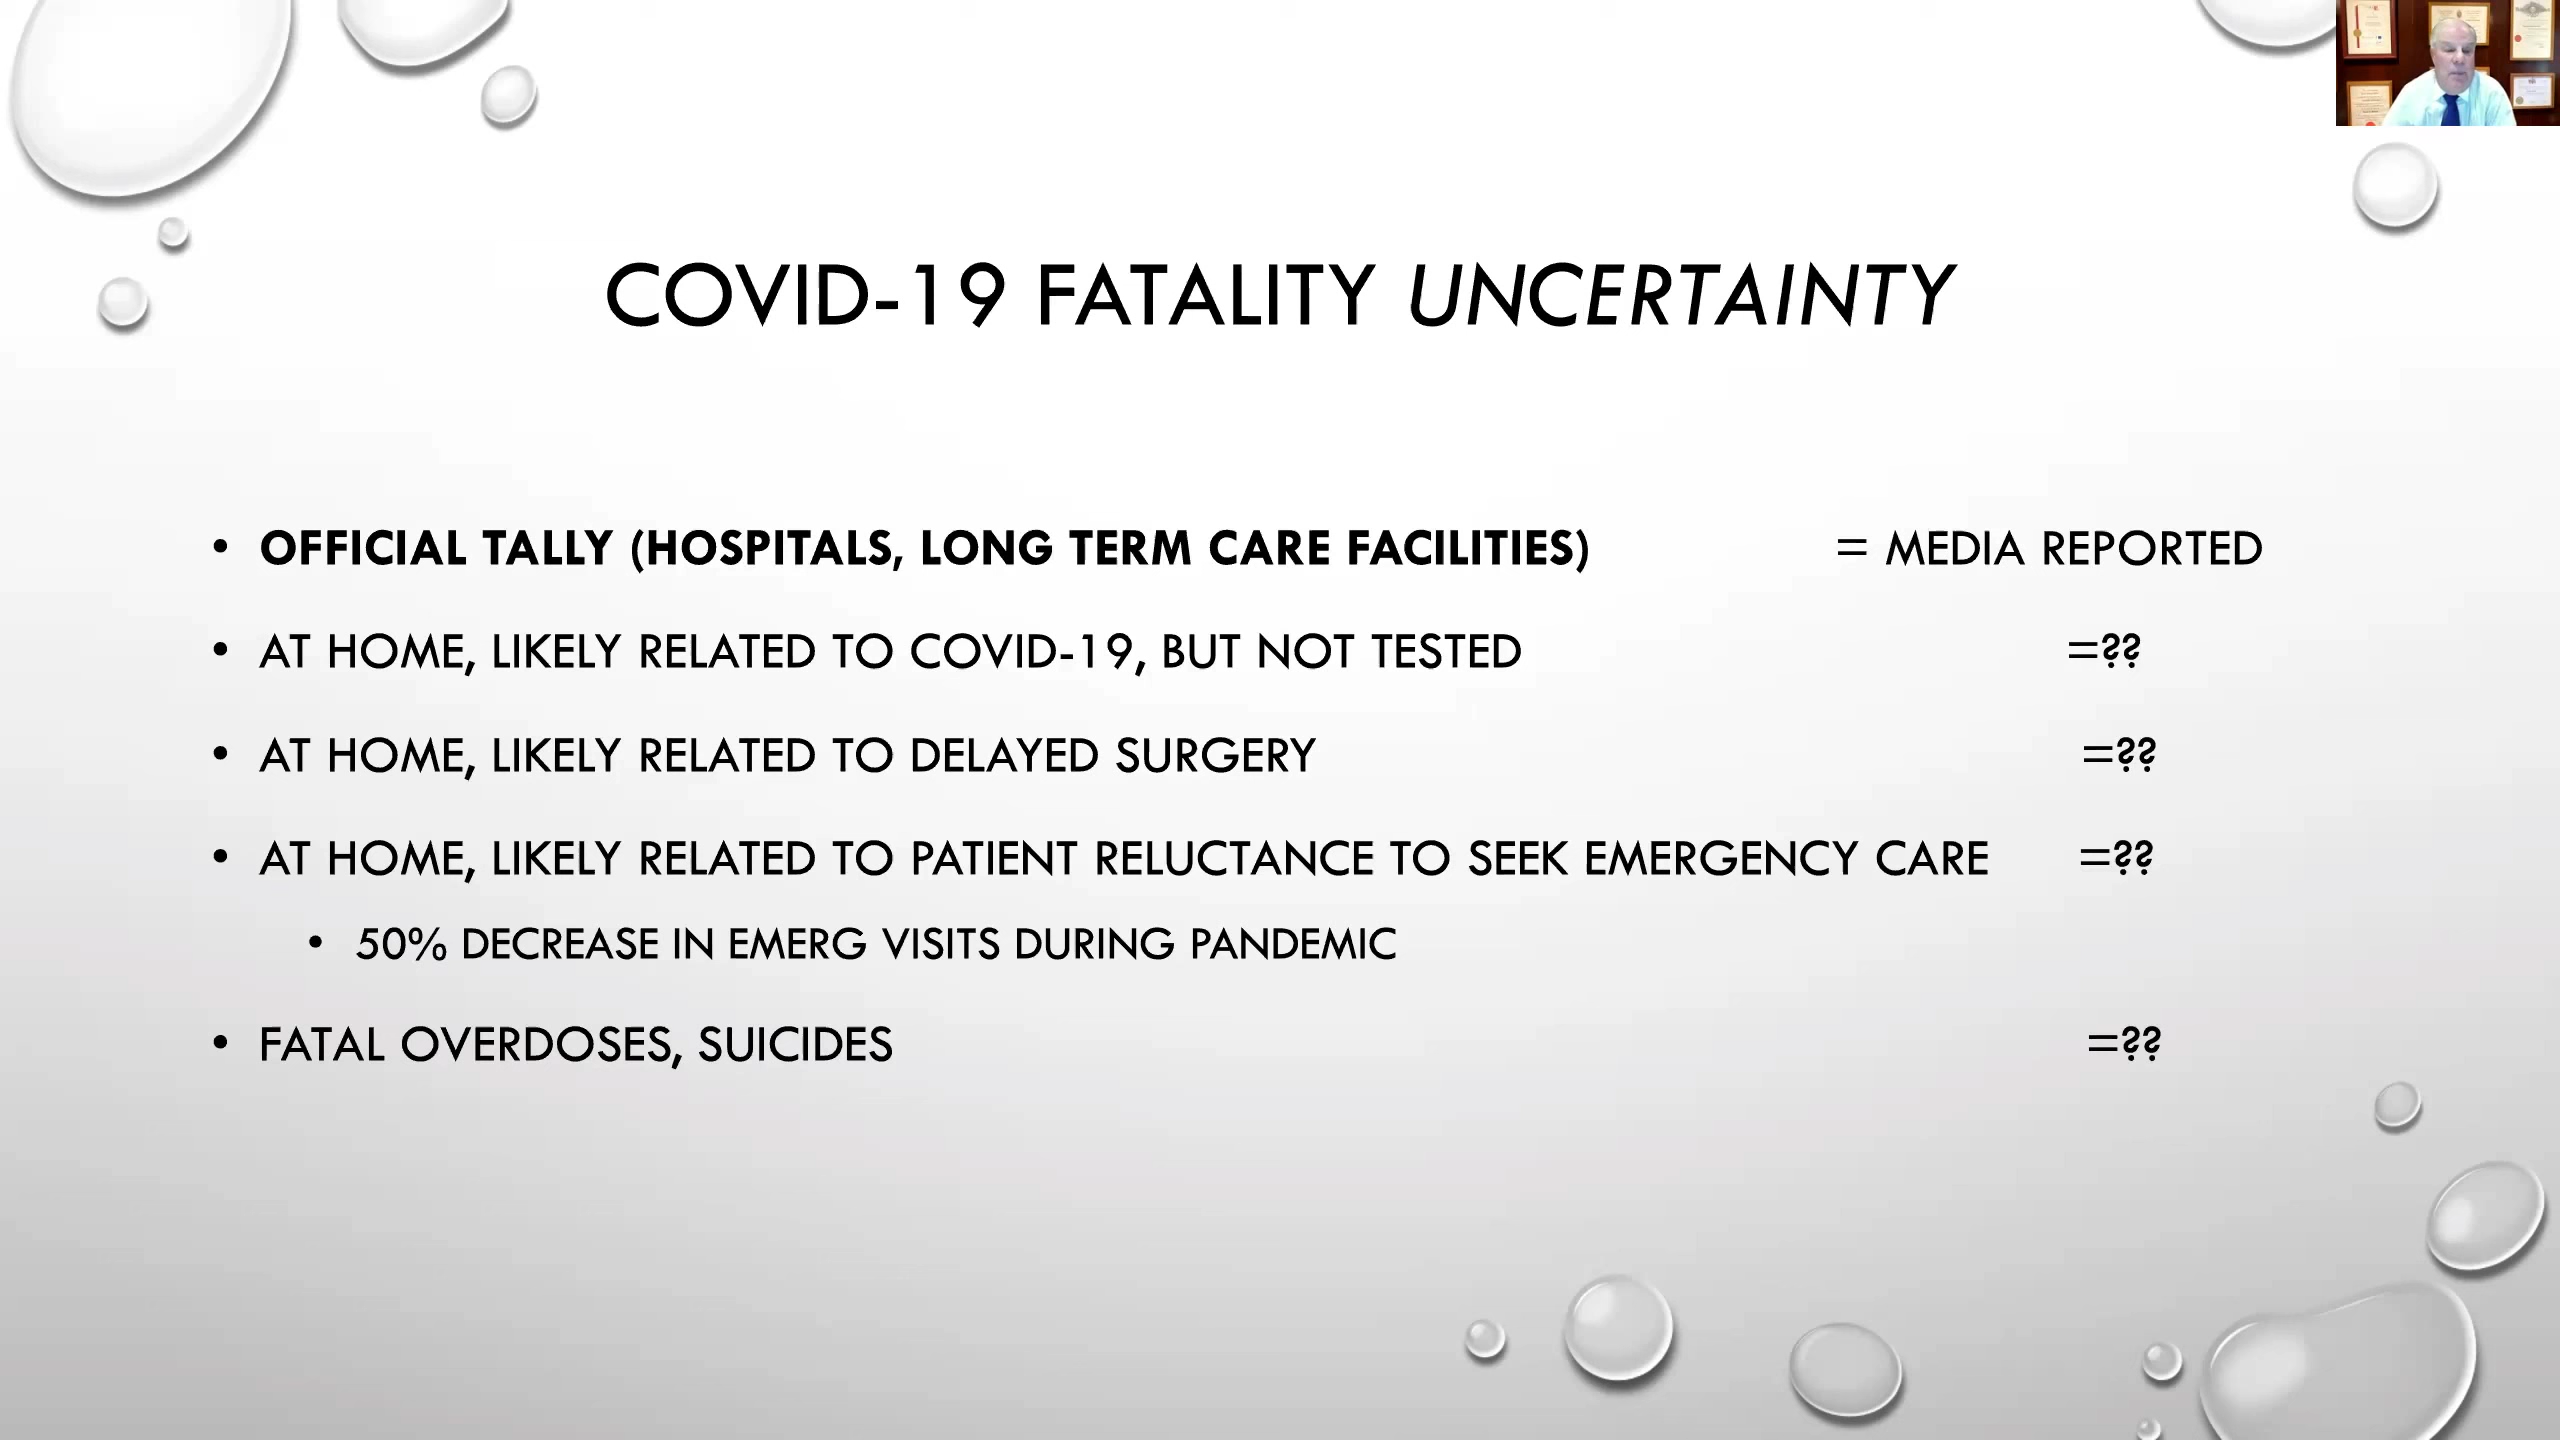 COVID-19 FATALITY UNCERTAINTY
• OFFICIAL TALLY (HOSPITALS, LONG TERM CARE FACILITIES) = MEDIA REPORTED
• AT HOME, LIKELY RELATED TO COVID-19, BUT NOT TESTED =??
• AT HOME, LIKELY RELATED TO DELAYED SURGERY =??
• AT HOME, LIKELY RELATED TO PATIENT RELUCTANCE TO SEEK EMERGENCY CARE =??
• 50% DECREASE IN EMERG VISITS DURING PANDEMIC
• FATAL OVERDOSES, SUICIDES =??